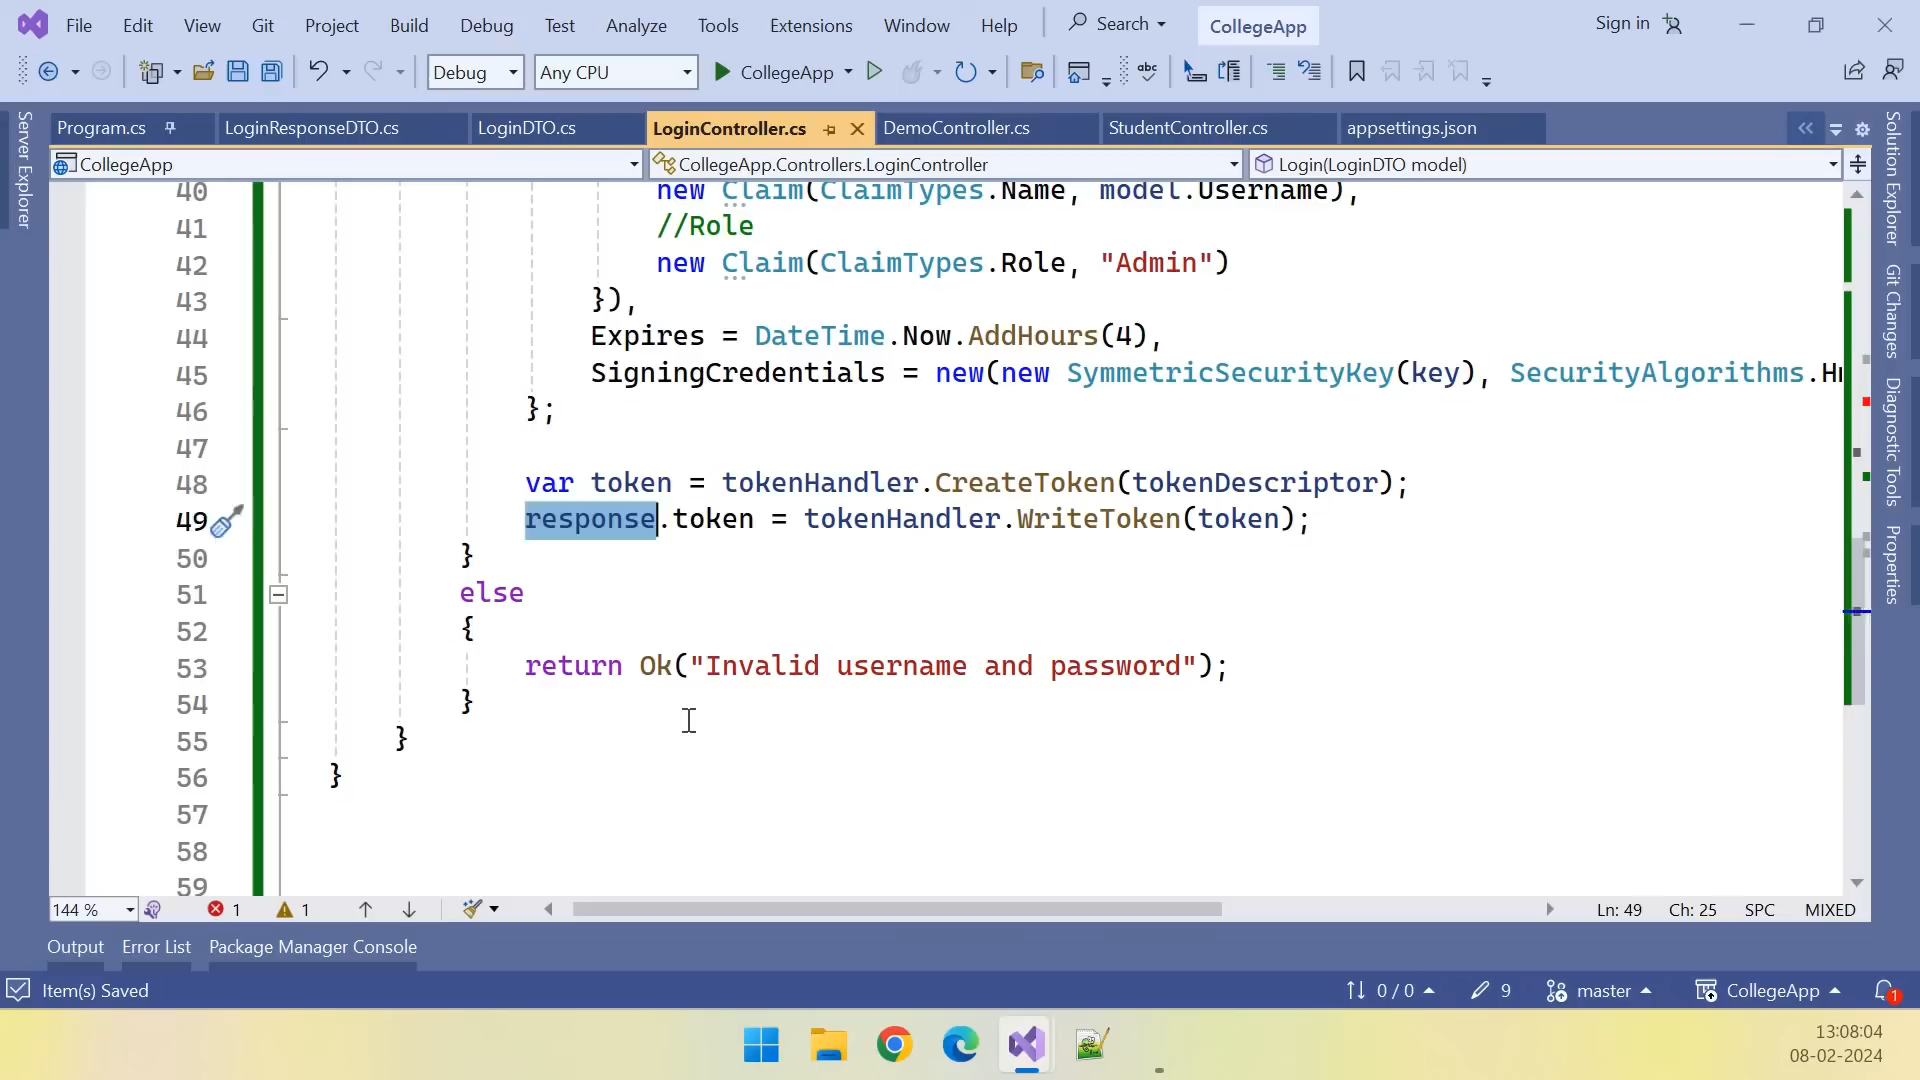 File Edit View Git Project Build Debug Test Analyze Tools Extensions Window Help Search CollegeApp Sign in
Debug Any CPU CollegeApp
Program.cs LoginResponseDTO.cs LoginDTO.cs LoginController.cs DemoController.cs StudentController.cs appsettings.json
CollegeApp CollegeApp.Controllers.LoginController Login(LoginDTO model)
Server Explorer
Solution Explorer
Git Changes
Diagnostic Tools
Properties
40 new Claim(ClaimTypes.Name, model.Username),
41 //Role
42 new Claim(ClaimTypes.Role, "Admin")
43 }),
44 Expires = DateTime.Now.AddHours(4),
45 SigningCredentials = new(new SymmetricSecurityKey(key), SecurityAlgorithms.
46 };
47
48 var token = tokenHandler.CreateToken(tokenDescriptor);
49 response.token = tokenHandler.WriteToken(token);
50 }
51 else
52 {
53 return Ok("Invalid username and password");
54 }
55 }
56 }
57
58
59
144 % 1 1 Ln: 49 Ch: 25 SPC MIXED
Output Error List Package Manager Console
Item(s) Saved 0 / 0 9 master CollegeApp 1
13:08:04
08-02-2024